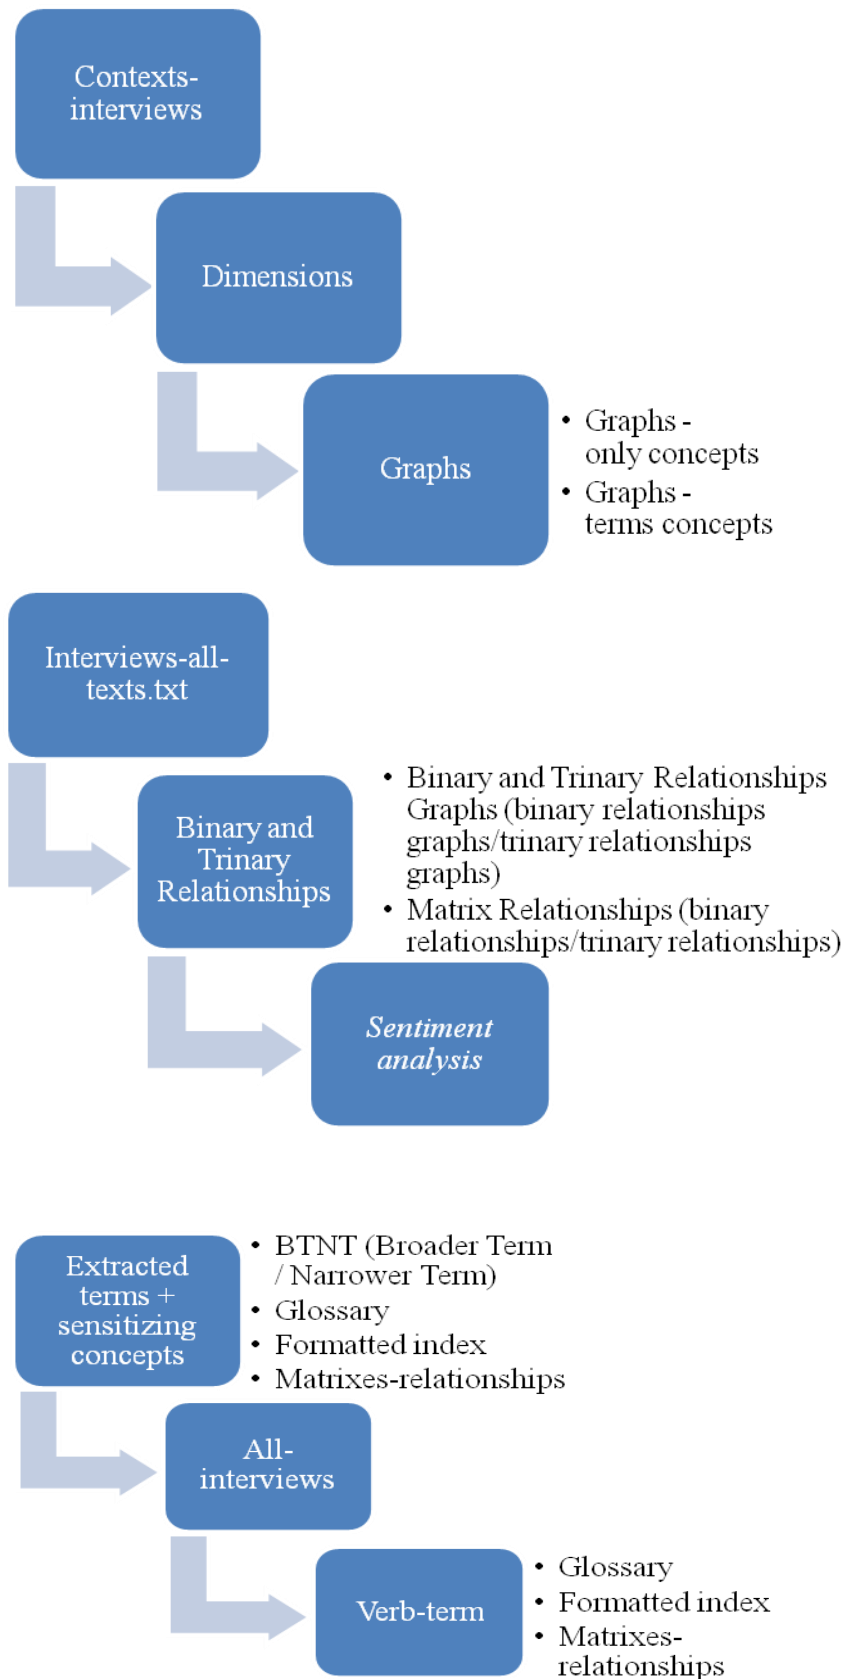 Contexts-
interviews
Dimensions
Graphs
• Graphs -
only concepts
• Graphs -
terms concepts
Interviews-all-
texts.txt
Binary and
Trinary
Relationships
• Binary and Trinary Relationships
Graphs (binary relationships
graphs/trinary relationships
graphs)
• Matrix Relationships (binary
relationships/trinary relationships)
Sentiment
analysis
Extracted
terms +
sensitizing
concepts
• BTNT (Broader Term
/ Narrower Term)
• Glossary
• Formatted index
• Matrixes-relationships
All-
interviews
Verb-term
• Glossary
• Formatted index
• Matrixes-
relationships